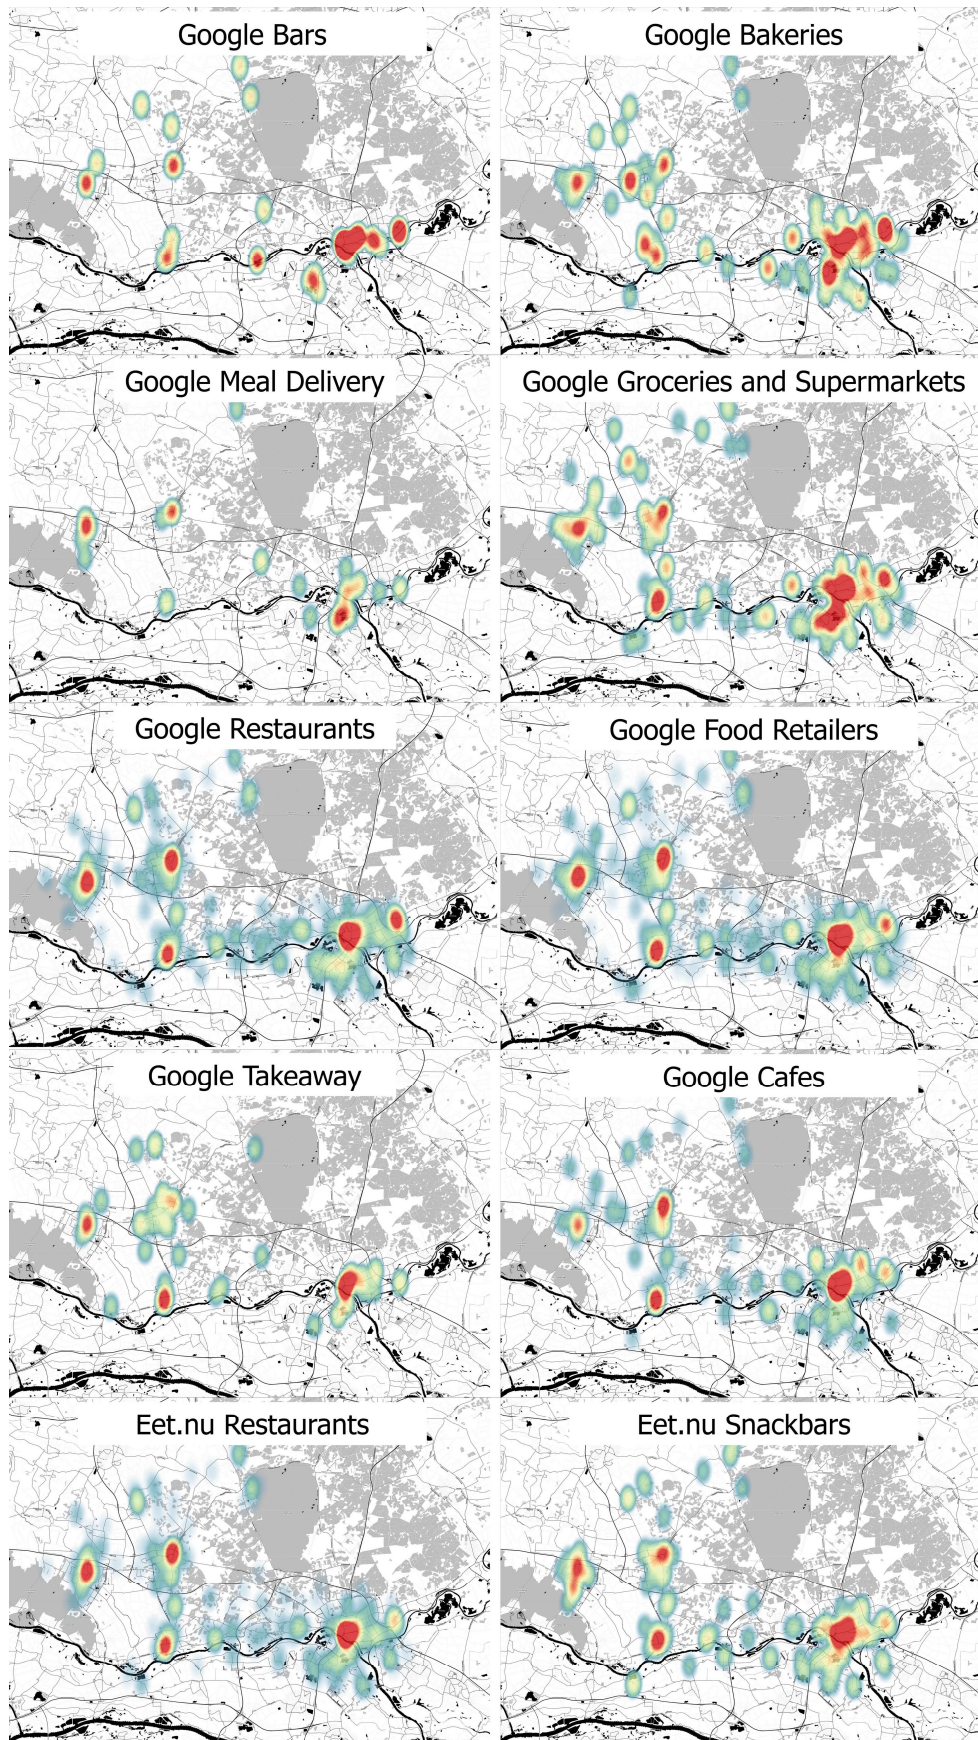 Google Bars
Google Bakeries
Google Meal Delivery
Google Groceries and Supermarkets
Google Restaurants
Google Food Retailers
Google Takeaway
Google Cafes
Eet.nu Restaurants
Eet.nu Snackbars